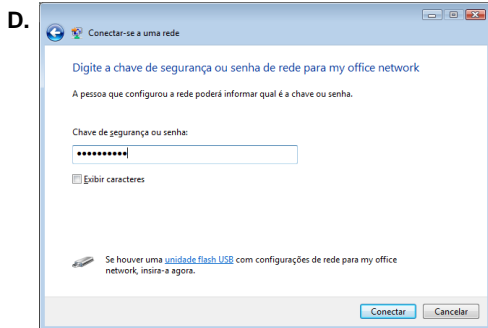 D.
Conectar-se a uma rede
Digite a chave de segurança ou senha de rede para my office network
A pessoa que configurou a rede poderá informar qual é a chave ou senha.
Chave de segurança ou senha:
••••••••••
Exibir caracteres
Se houver uma unidade flash USB com configurações de rede para my office
network, insira-a agora.
Conectar Cancelar